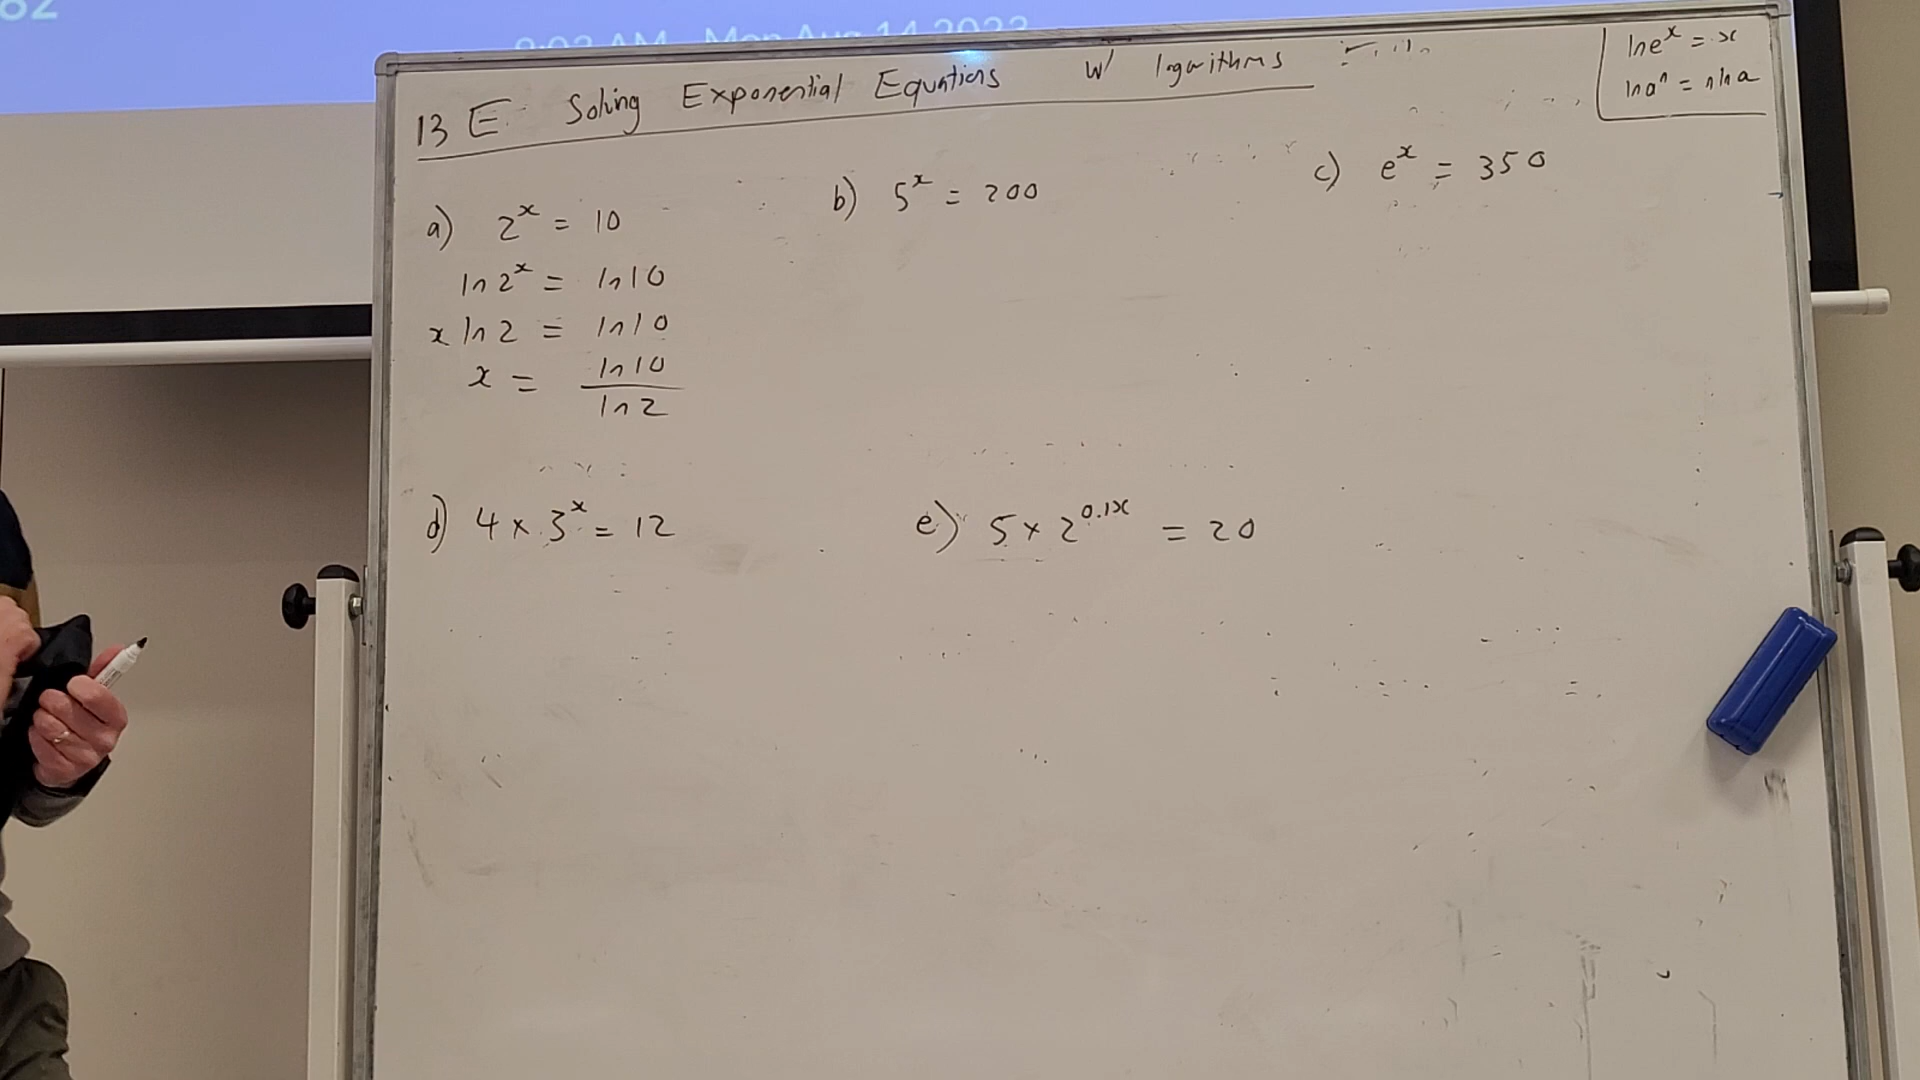 13 E Solving Exponential Equations w/ logarithms
ln e^x = x
ln a^n = n ln a
a) 2^x = 10
ln 2^x = ln 10
x ln 2 = ln 10
x = ln 10 / ln 2
b) 5^x = 200
c) e^x = 350
d) 4 × 3^x = 12
e) 5 × 2^0.1x = 20